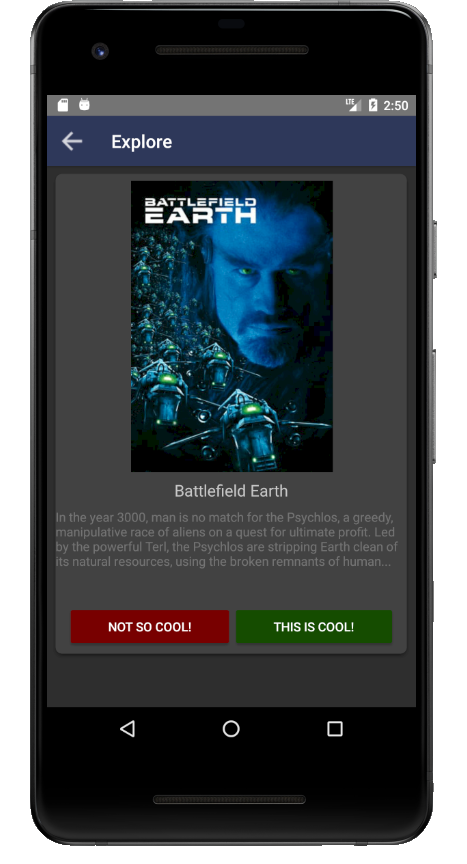 LTE 2:50
Explore
BATTLEFIELD
EARTH
Battlefield Earth
In the year 3000, man is no match for the Psychlos, a greedy,
manipulative race of aliens on a quest for ultimate profit. Led
by the powerful Terl, the Psychlos are stripping Earth clean of
its natural resources, using the broken remnants of human...
NOT SO COOL! THIS IS COOL!